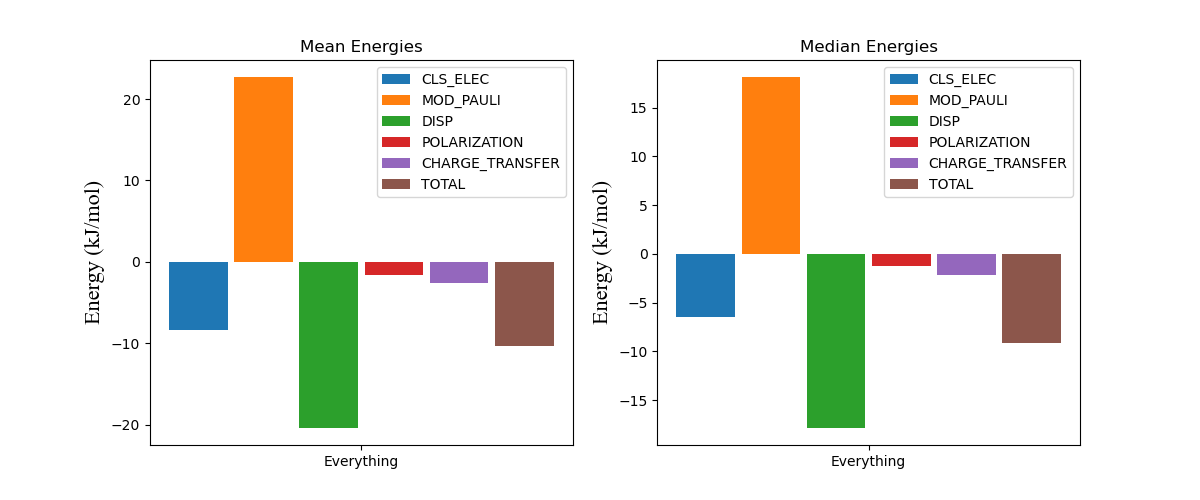 Mean Energies
Energy (kJ/mol)
20
10
0
−10
−20
CLS_ELEC
MOD_PAULI
DISP
POLARIZATION
CHARGE_TRANSFER
TOTAL
Everything
Median Energies
Energy (kJ/mol)
15
10
5
0
−5
−10
−15
CLS_ELEC
MOD_PAULI
DISP
POLARIZATION
CHARGE_TRANSFER
TOTAL
Everything